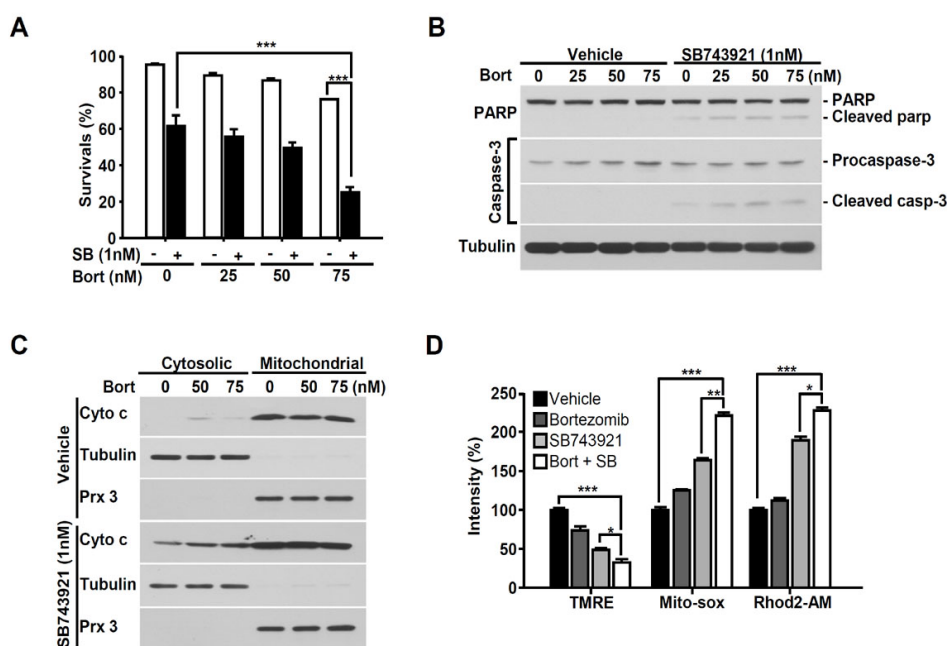 A
Survivals (%)
100
80
60
40
20
0
***
***
SB (1nM) - + - + - + - +
Bort (nM) 0 25 50 75
B
Vehicle SB743921 (1nM)
Bort 0 25 50 75 0 25 50 75 (nM)
PARP
- PARP
- Cleaved parp
Caspase-3
- Procaspase-3
- Cleaved casp-3
Tubulin
C
Cytosolic Mitochondrial
Bort 0 50 75 0 50 75 (nM)
Vehicle
Cyto c
Tubulin
Prx 3
SB743921 (1nM)
Cyto c
Tubulin
Prx 3
D
Intensity (%)
250
200
150
100
50
0
Vehicle
Bortezomib
SB743921
Bort + SB
***
*
***
**
***
*
TMRE Mito-sox Rhod2-AM